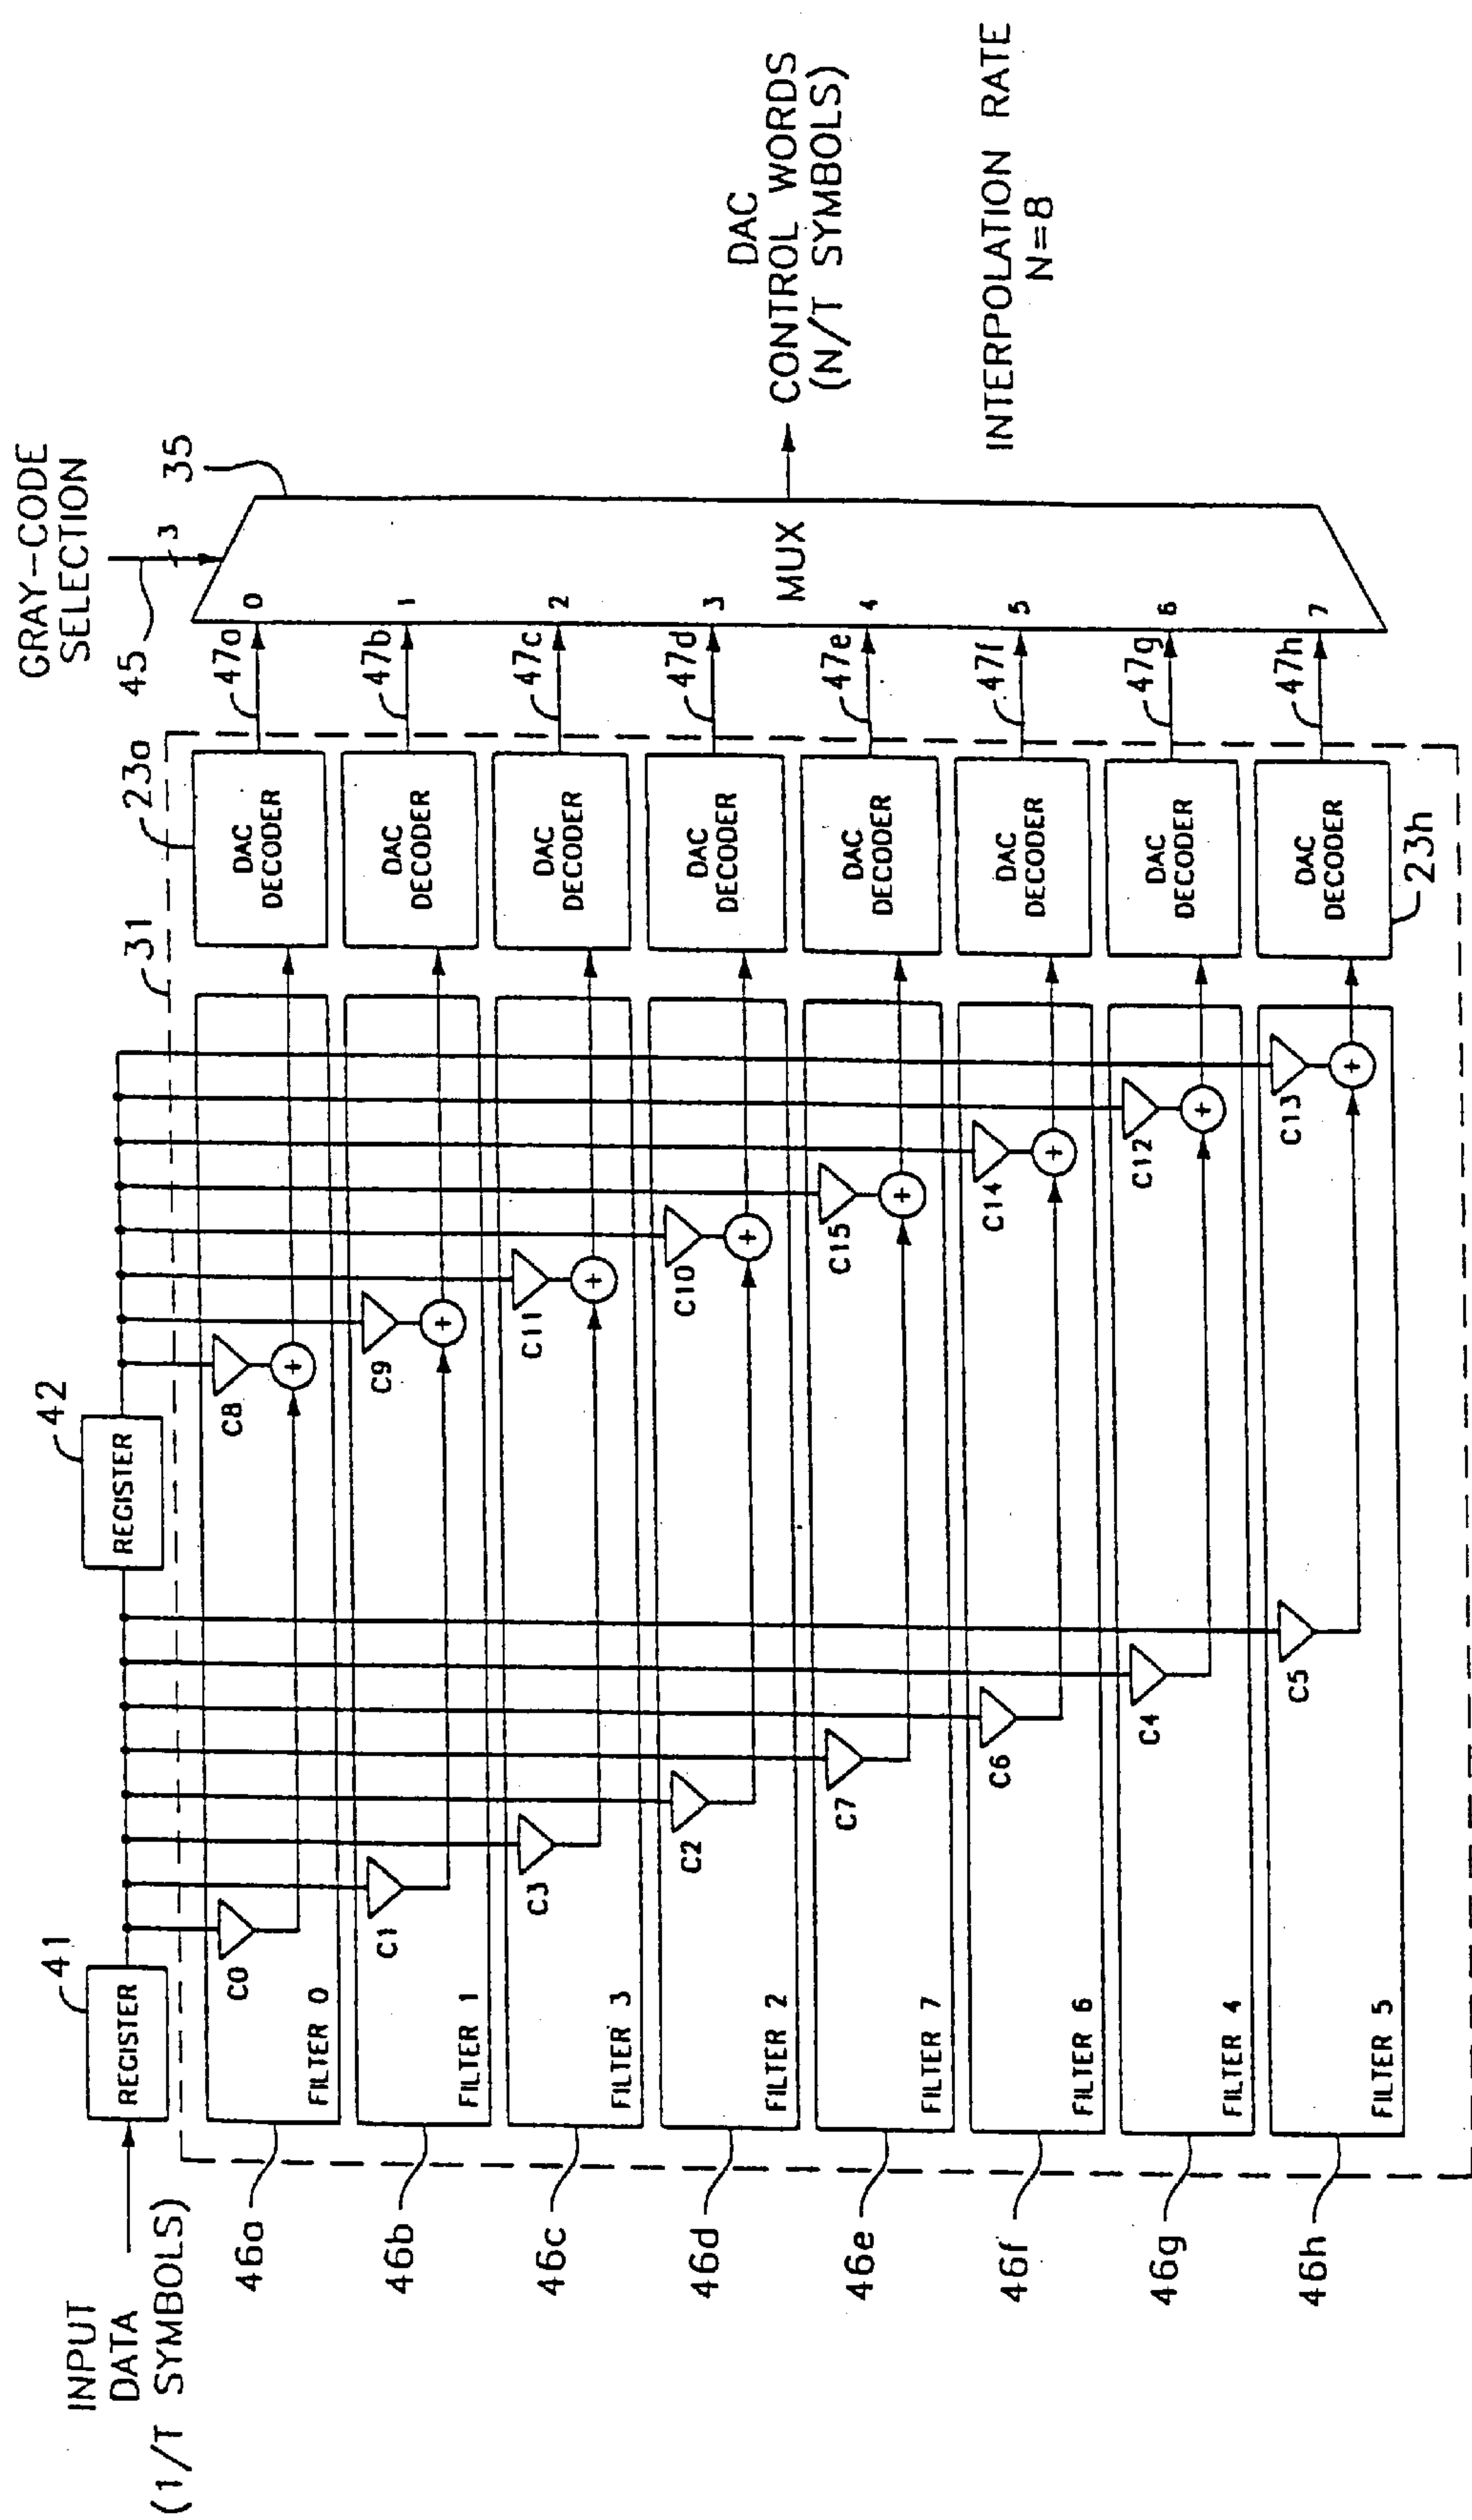 INPUT
DATA
(1/T SYMBOLS)
41
REGISTER
42
REGISTER
31
23a
45
GRAY-CODE
SELECTION
3
35
46a
FILTER 0
C0
C8
+
DAC
DECODER
47a
0
46b
FILTER 1
C1
C9
+
DAC
DECODER
47b
1
46c
FILTER 3
C3
C11
+
DAC
DECODER
47c
2
46d
FILTER 2
C2
C10
+
DAC
DECODER
47d
3
46e
FILTER 7
C7
C15
+
DAC
DECODER
47e
4
46f
FILTER 6
C6
C14
+
DAC
DECODER
47f
5
46g
FILTER 4
C4
C12
+
DAC
DECODER
47g
6
46h
FILTER 5
C5
C13
+
DAC
DECODER
23h
47h
7
MUX
DAC
CONTROL WORDS
(N/T SYMBOLS)
INTERPOLATION RATE
N=8